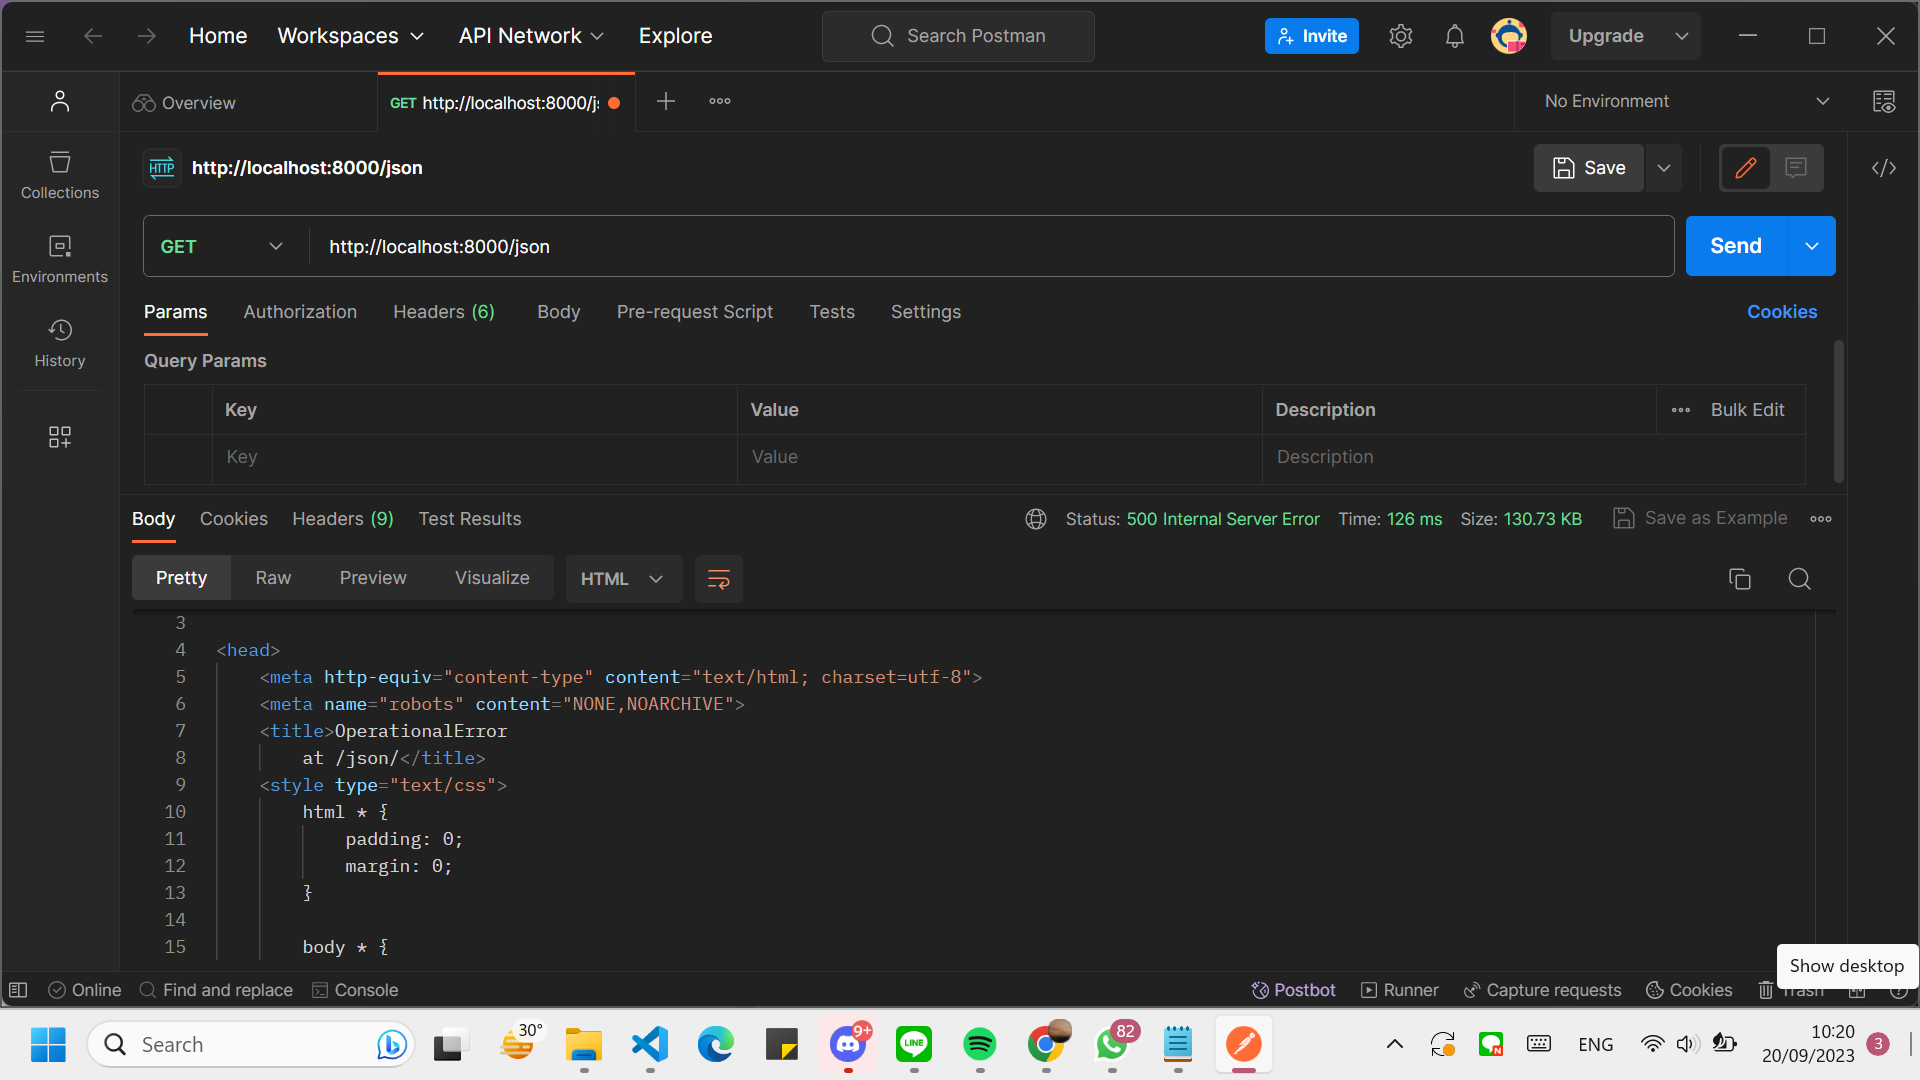 Home
Workspaces
API Network
Explore
Search Postman
Invite
Upgrade
Overview
GET http://localhost:8000/js
No Environment
HTTP
http://localhost:8000/json
Save
Collections
Environments
History
GET
http://localhost:8000/json
Send
Params
Authorization
Headers (6)
Body
Pre-request Script
Tests
Settings
Cookies
Query Params
Key
Value
Description
Bulk Edit
Key
Value
Description
Body
Cookies
Headers (9)
Test Results
Status: 500 Internal Server Error
Time: 126 ms
Size: 130.73 KB
Save as Example
Pretty
Raw
Preview
Visualize
HTML
3
4 <head>
5 <meta http-equiv="content-type" content="text/html; charset=utf-8">
6 <meta name="robots" content="NONE,NOARCHIVE">
7 <title>OperationalError
8 at /json/</title>
9 <style type="text/css">
10 html * {
11 padding: 0;
12 margin: 0;
13 }
14
15 body * {
Show desktop
Online
Find and replace
Console
Postbot
Runner
Capture requests
Cookies
Trash
Search
30°
9+
LINE
82
N
ENG
10:20
20/09/2023
3